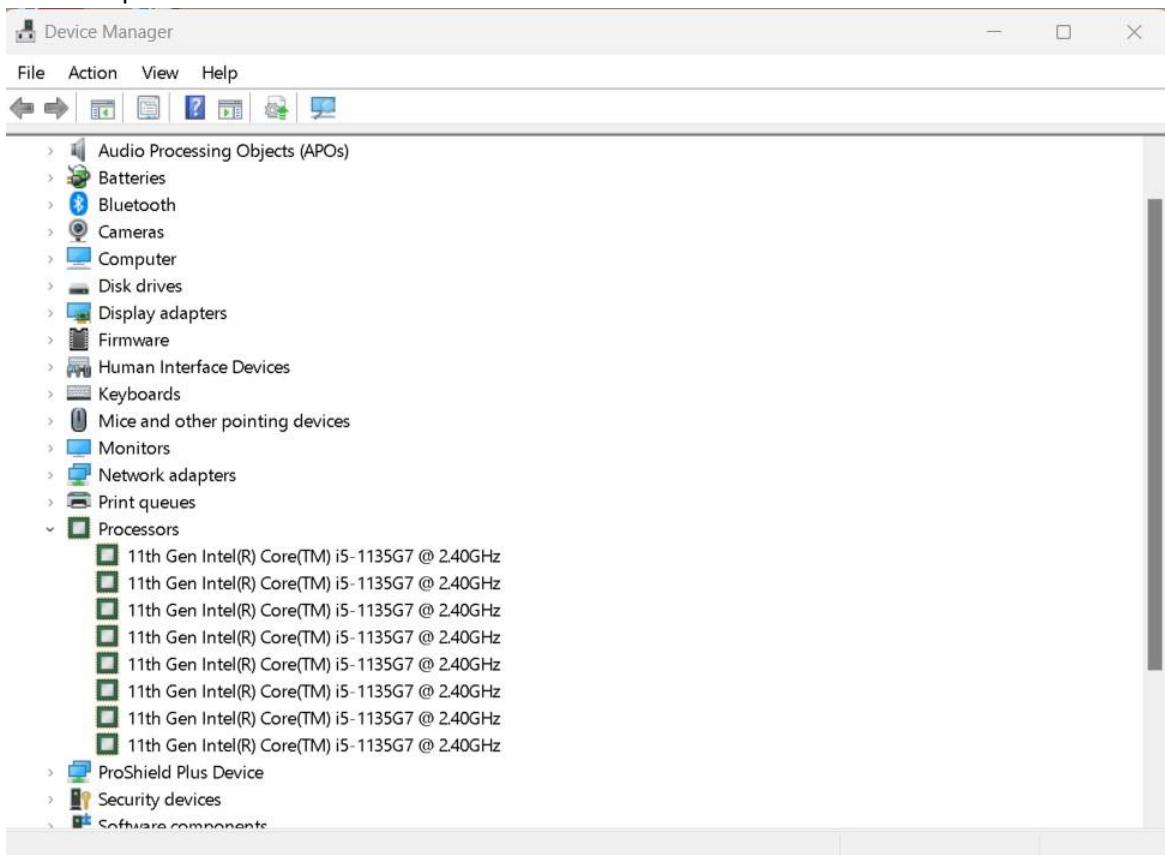 Device Manager
File Action View Help
Audio Processing Objects (APOs)
Batteries
Bluetooth
Cameras
Computer
Disk drives
Display adapters
Firmware
Human Interface Devices
Keyboards
Mice and other pointing devices
Monitors
Network adapters
Print queues
Processors
11th Gen Intel(R) Core(TM) i5-1135G7 @ 2.40GHz
11th Gen Intel(R) Core(TM) i5-1135G7 @ 2.40GHz
11th Gen Intel(R) Core(TM) i5-1135G7 @ 2.40GHz
11th Gen Intel(R) Core(TM) i5-1135G7 @ 2.40GHz
11th Gen Intel(R) Core(TM) i5-1135G7 @ 2.40GHz
11th Gen Intel(R) Core(TM) i5-1135G7 @ 2.40GHz
11th Gen Intel(R) Core(TM) i5-1135G7 @ 2.40GHz
11th Gen Intel(R) Core(TM) i5-1135G7 @ 2.40GHz
ProShield Plus Device
Security devices
Software components